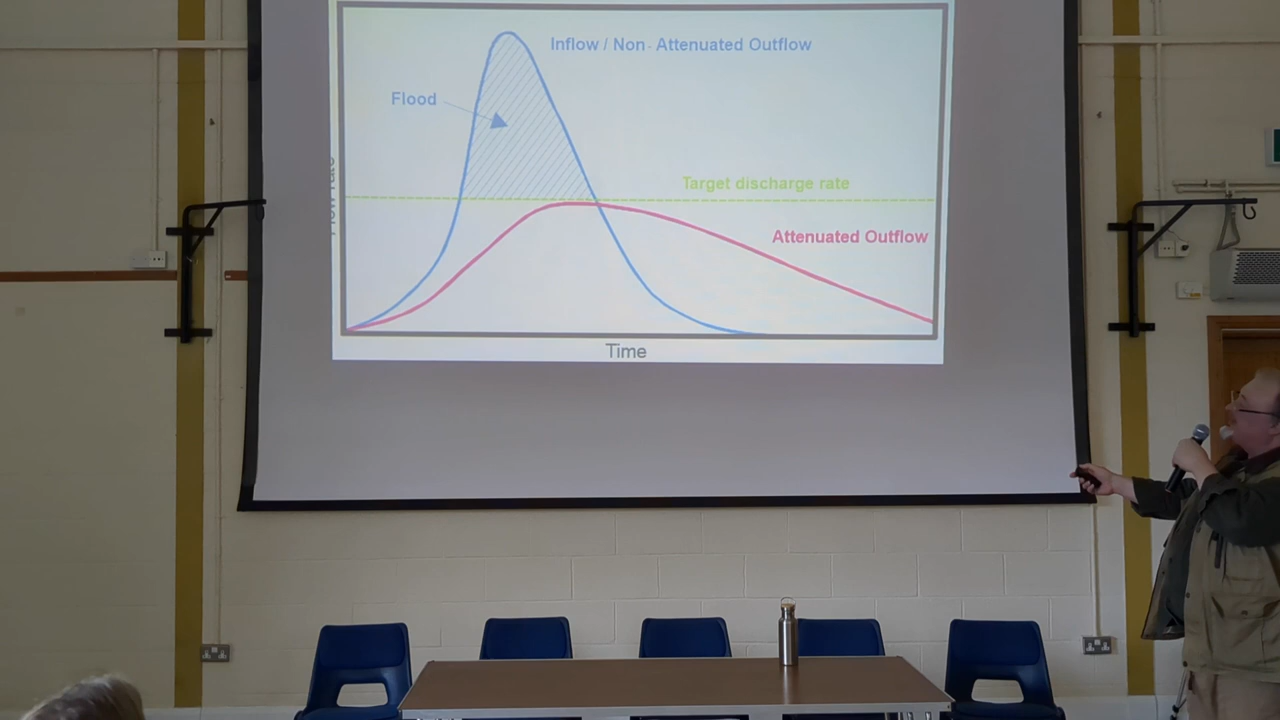 Inflow / Non- Attenuated Outflow
Flood
Target discharge rate
Attenuated Outflow
Time